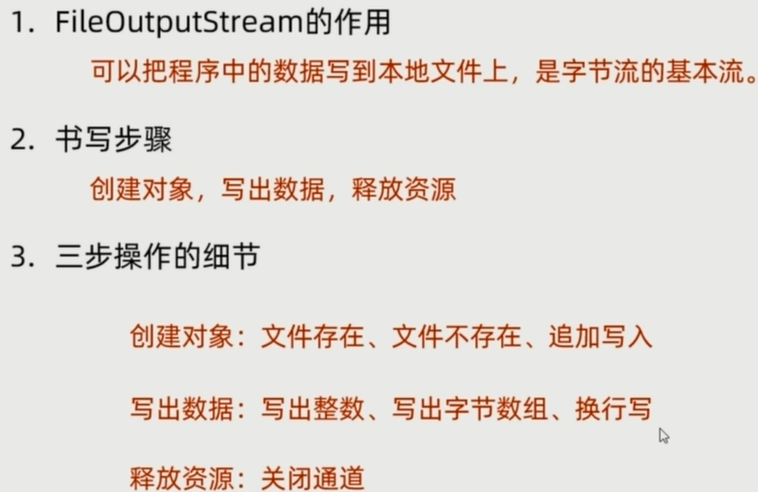 1. FileOutputStream的作用
可以把程序中的数据写到本地文件上，是字节流的基本流。
2. 书写步骤
创建对象，写出数据，释放资源
3. 三步操作的细节
创建对象：文件存在、文件不存在、追加写入
写出数据：写出整数、写出字节数组、换行写
释放资源：关闭通道